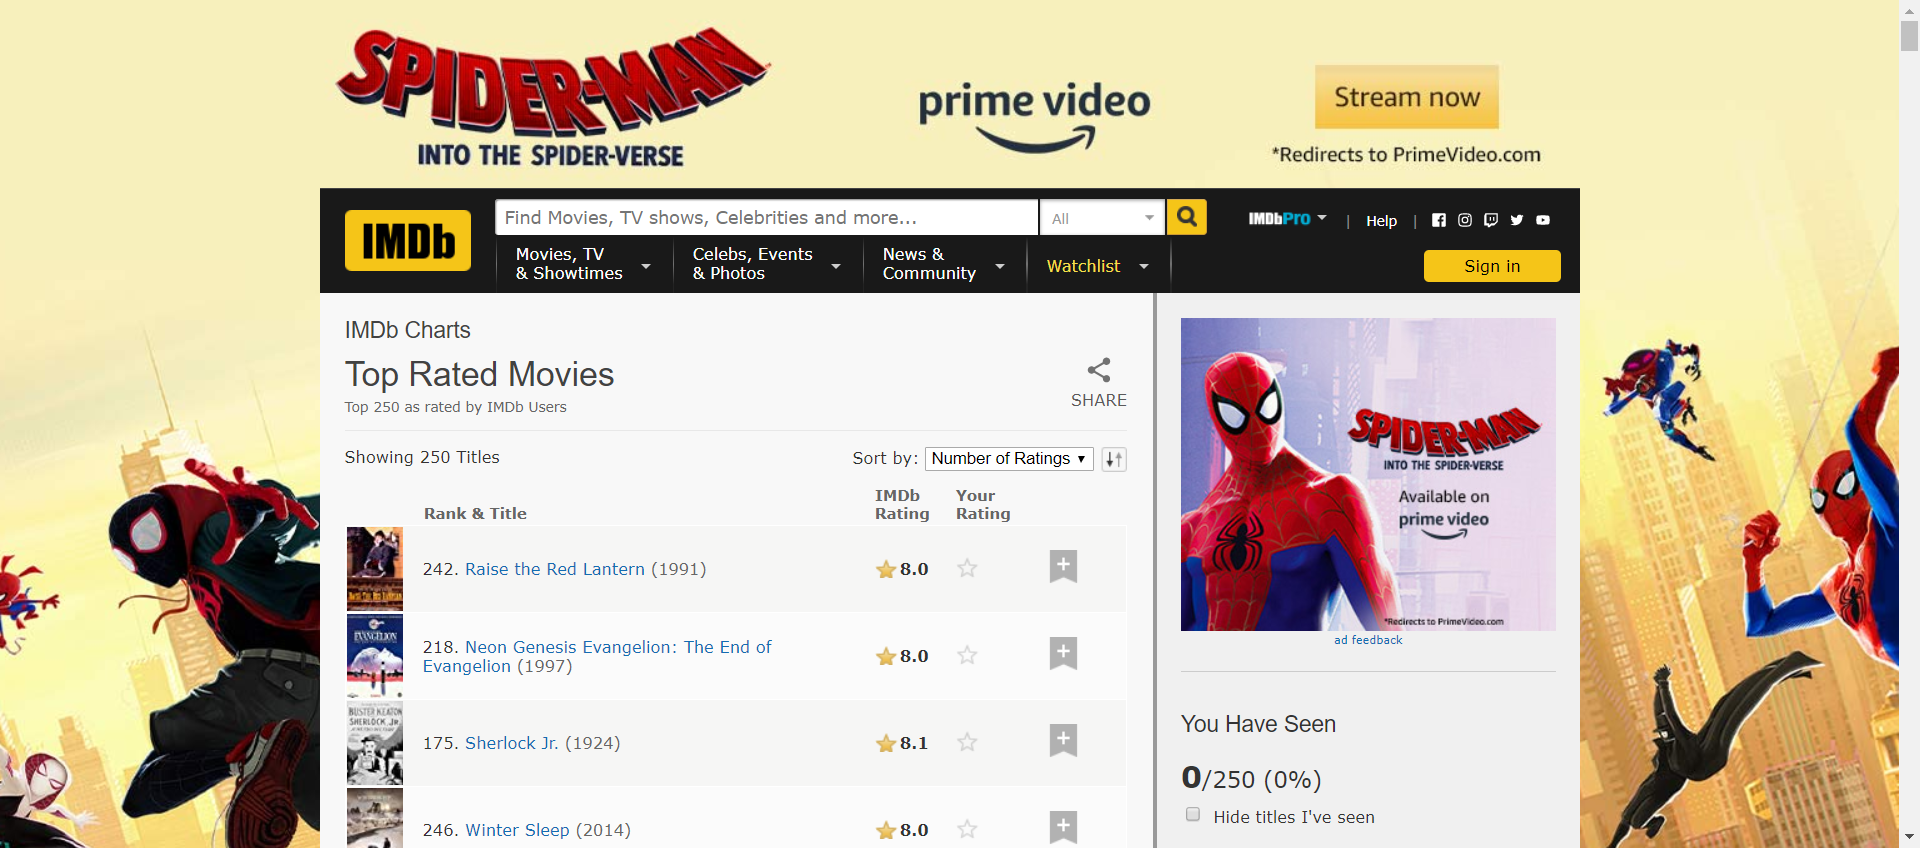 SPIDER-MAN
INTO THE SPIDER-VERSE
prime video
Stream now
*Redirects to PrimeVideo.com
IMDb
Find Movies, TV shows, Celebrities and more...
All
IMDbPro
Help
Movies, TV
& Showtimes
Celebs, Events
& Photos
News &
Community
Watchlist
Sign in
IMDb Charts
Top Rated Movies
Top 250 as rated by IMDb Users
SHARE
Showing 250 Titles
Sort by: Number of Ratings
Rank & Title
IMDb
Rating
Your
Rating
242. Raise the Red Lantern (1991)
8.0
EVANGELION
218. Neon Genesis Evangelion: The End of
Evangelion (1997)
8.0
BUSTER KEATON
SHERLOCK JR.
175. Sherlock Jr. (1924)
8.1
246. Winter Sleep (2014)
8.0
SPIDER-MAN
INTO THE SPIDER-VERSE
Available on
prime video
*Redirects to PrimeVideo.com
ad feedback
You Have Seen
0/250 (0%)
Hide titles I've seen